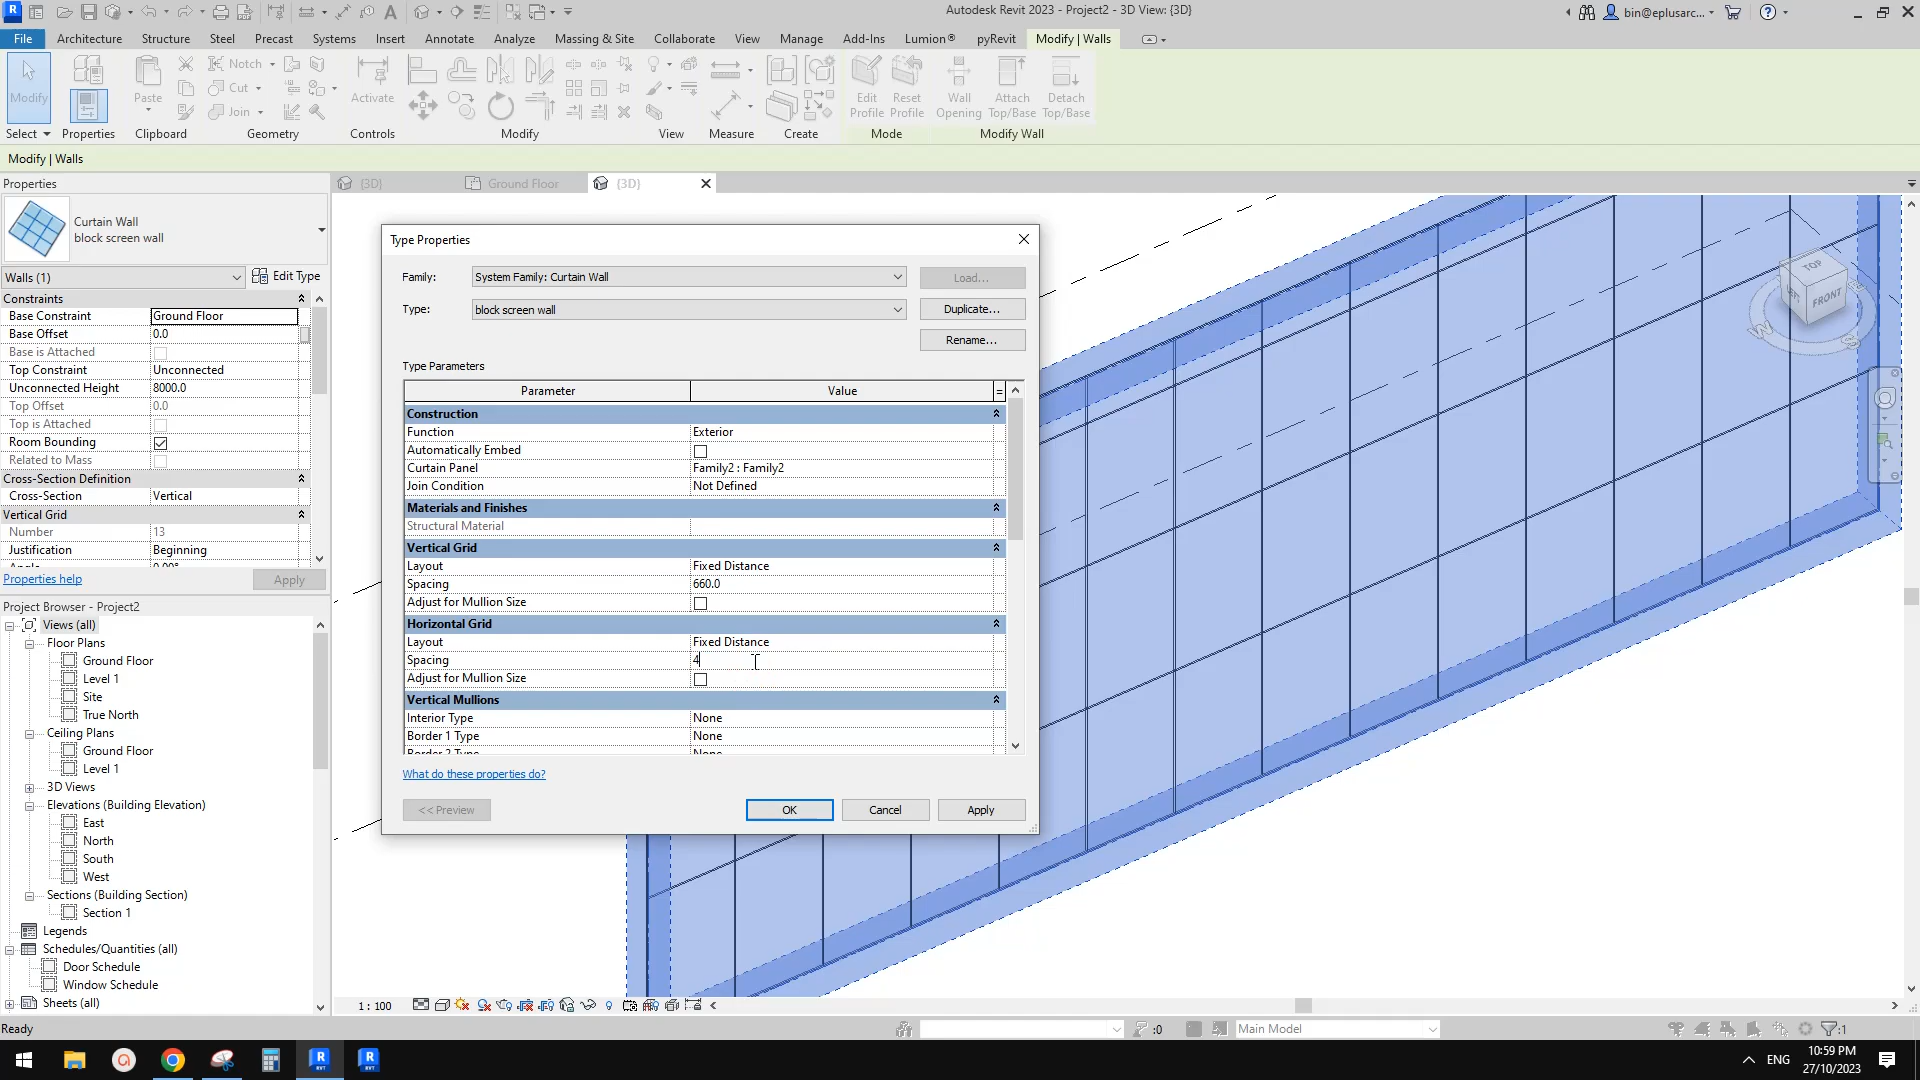 Autodesk Revit 2023 - Project2 - 3D View: {3D}
bin@eplusarc...
File Architecture Structure Steel Precast Systems Insert Annotate Analyze Massing & Site Collaborate View Manage Add-Ins Lumion® pyRevit Modify | Walls
Modify
Paste
Notch
Cut
Join
Activate
Edit Profile
Reset Profile
Wall Opening
Attach Top/Base
Detach Top/Base
Select Properties Clipboard Geometry Controls Modify View Measure Create Mode Modify Wall
Modify | Walls
Properties
{3D}
Ground Floor
{3D}
Curtain Wall
block screen wall
Walls (1)
Edit Type
Constraints
Base Constraint Ground Floor
Base Offset 0.0
Base is Attached
Top Constraint Unconnected
Unconnected Height 8000.0
Top Offset 0.0
Top is Attached
Room Bounding
Related to Mass
Cross-Section Definition
Cross-Section Vertical
Vertical Grid
Number 13
Justification Beginning
Properties help
Apply
Project Browser - Project2
Views (all)
Floor Plans
Ground Floor
Level 1
Site
True North
Ceiling Plans
Ground Floor
Level 1
3D Views
Elevations (Building Elevation)
East
North
South
West
Sections (Building Section)
Section 1
Legends
Schedules/Quantities (all)
Door Schedule
Window Schedule
Sheets (all)
Type Properties
Family: System Family: Curtain Wall Load...
Type: block screen wall Duplicate...
Rename...
Type Parameters
Parameter Value =
Construction
Function Exterior
Automatically Embed
Curtain Panel Family2 : Family2
Join Condition Not Defined
Materials and Finishes
Structural Material
Vertical Grid
Layout Fixed Distance
Spacing 660.0
Adjust for Mullion Size
Horizontal Grid
Layout Fixed Distance
Spacing 4
Adjust for Mullion Size
Vertical Mullions
Interior Type None
Border 1 Type None
Border 2 Type None
What do these properties do?
<< Preview OK Cancel Apply
TOP
LEFT
FRONT
W
S
1 : 100
Ready
:0
Main Model
:1
ENG
10:59 PM
27/10/2023